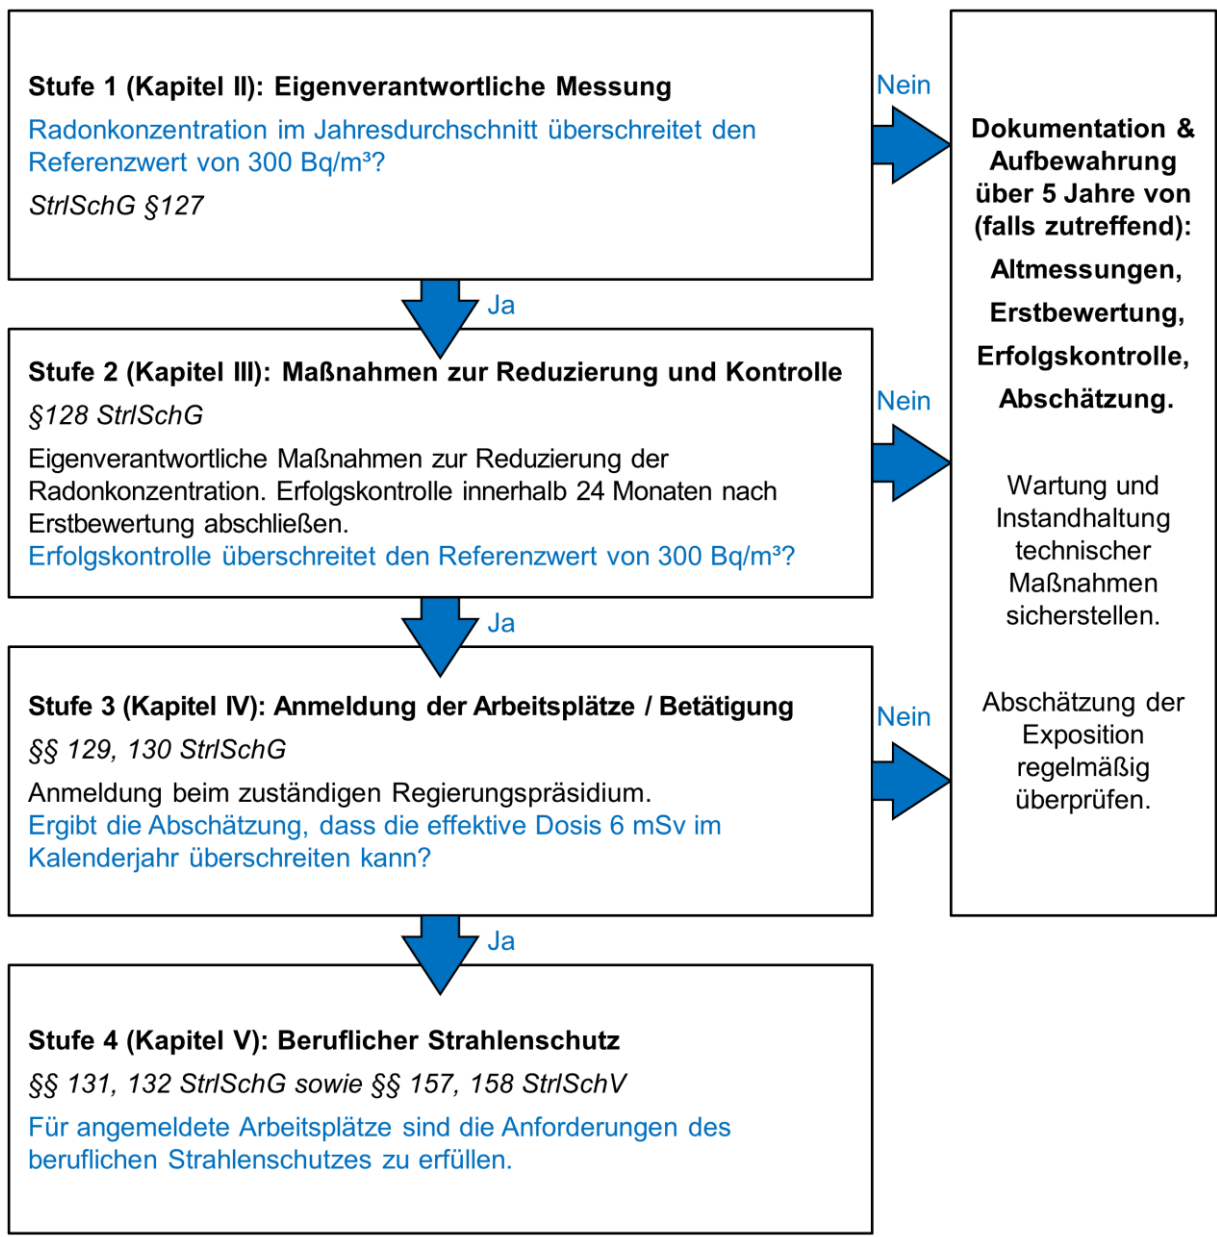 Stufe 1 (Kapitel II): Eigenverantwortliche Messung
Radonkonzentration im Jahresdurchschnitt überschreitet den
Referenzwert von 300 Bq/m³?
StrlSchG §127
Nein
Ja
Stufe 2 (Kapitel III): Maßnahmen zur Reduzierung und Kontrolle
§128 StrlSchG
Eigenverantwortliche Maßnahmen zur Reduzierung der
Radonkonzentration. Erfolgskontrolle innerhalb 24 Monaten nach
Erstbewertung abschließen.
Erfolgskontrolle überschreitet den Referenzwert von 300 Bq/m³?
Nein
Ja
Stufe 3 (Kapitel IV): Anmeldung der Arbeitsplätze / Betätigung
§§ 129, 130 StrlSchG
Anmeldung beim zuständigen Regierungspräsidium.
Ergibt die Abschätzung, dass die effektive Dosis 6 mSv im
Kalenderjahr überschreiten kann?
Nein
Ja
Stufe 4 (Kapitel V): Beruflicher Strahlenschutz
§§ 131, 132 StrlSchG sowie §§ 157, 158 StrlSchV
Für angemeldete Arbeitsplätze sind die Anforderungen des
beruflichen Strahlenschutzes zu erfüllen.
Dokumentation &
Aufbewahrung
über 5 Jahre von
(falls zutreffend):
Altmessungen,
Erstbewertung,
Erfolgskontrolle,
Abschätzung.
Wartung und
Instandhaltung
technischer
Maßnahmen
sicherstellen.
Abschätzung der
Exposition
regelmäßig
überprüfen.